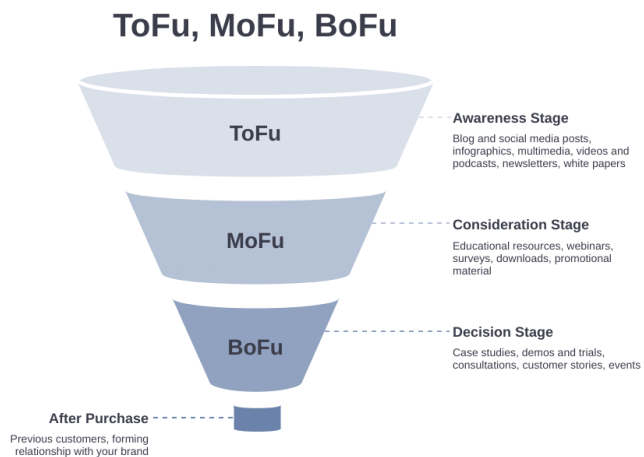 ToFu, MoFu, BoFu
ToFu
Awareness Stage
Blog and social media posts,
infographics, multimedia, videos and
podcasts, newsletters, white papers
MoFu
Consideration Stage
Educational resources, webinars,
surveys, downloads, promotional
material
BoFu
Decision Stage
Case studies, demos and trials,
consultations, customer stories, events
After Purchase
Previous customers, forming
relationship with your brand